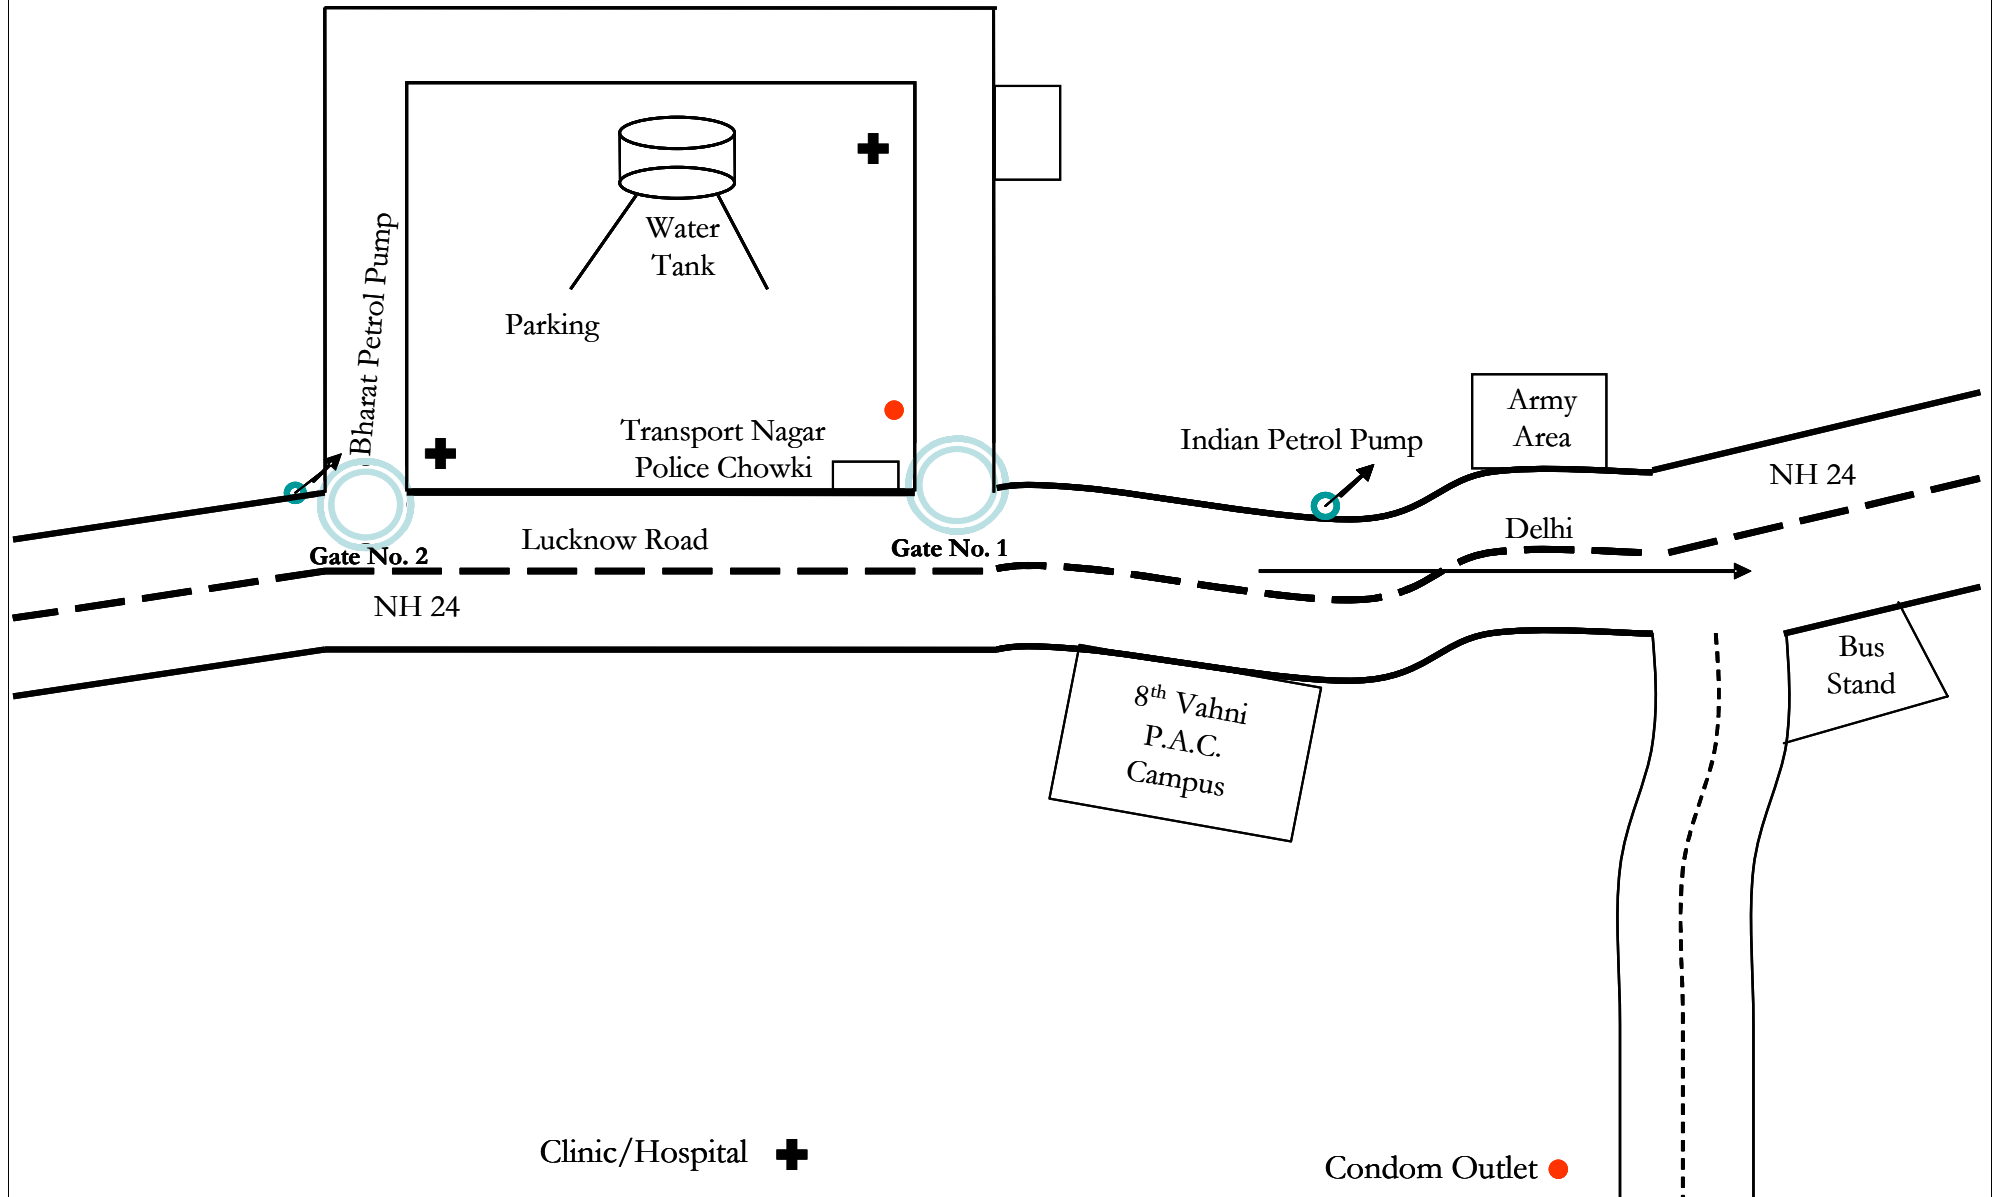 Water
Tank
Bharat Petrol Pump
Parking
Transport Nagar
Police Chowki
Army
Area
Indian Petrol Pump
NH 24
Delhi
Lucknow Road
Gate No. 1
Gate No. 2
NH 24
Bus
Stand
8th Vahni
P.A.C.
Campus
Clinic/Hospital
Condom Outlet